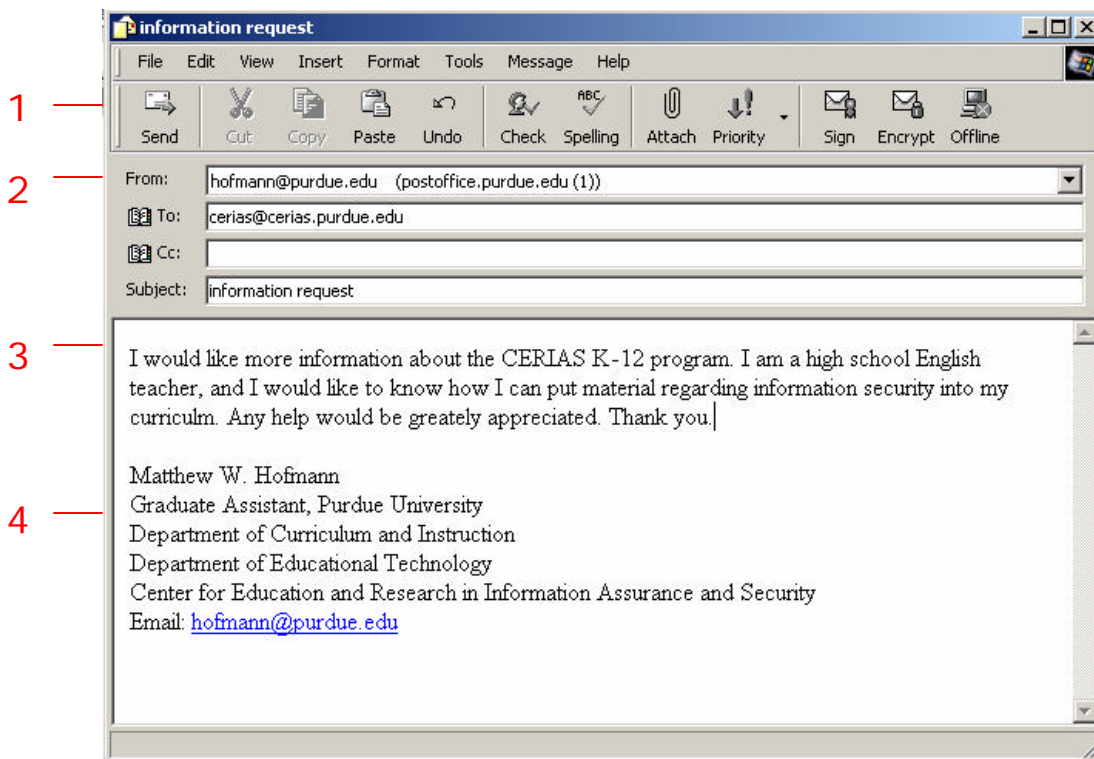 information request
File Edit View Insert Format Tools Message Help
1
ABC
Send Cut Copy Paste Undo Check Spelling Attach Priority Sign Encrypt Offline
2
From: hofmann@purdue.edu (postoffice.purdue.edu (1))
To: cerias@cerias.purdue.edu
Cc:
Subject: information request
3
I would like more information about the CERIAS K-12 program. I am a high school English
teacher, and I would like to know how I can put material regarding information security into my
curriculm. Any help would be greately appreciated. Thank you.
Matthew W. Hofmann
4
Graduate Assistant, Purdue University
Department of Curriculum and Instruction
Department of Educational Technology
Center for Education and Research in Information Assurance and Security
Email: hofmann@purdue.edu